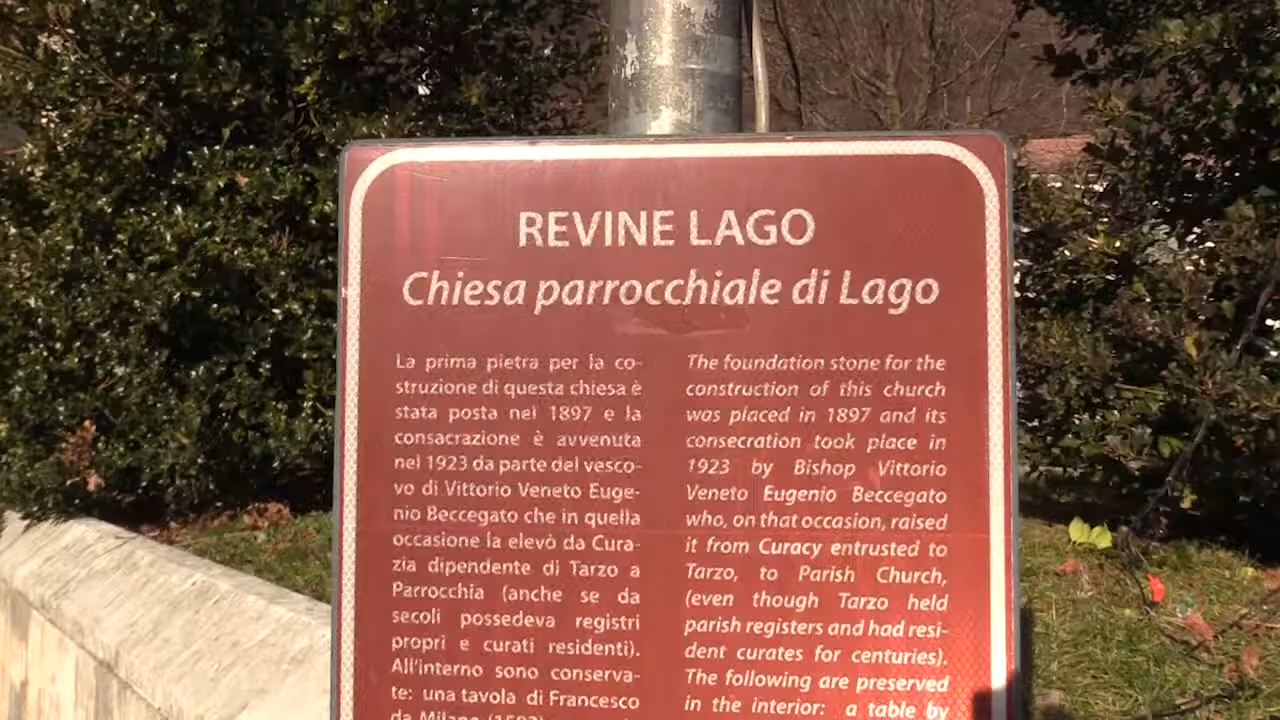 REVINE LAGO
Chiesa parrocchiale di Lago
La prima pietra per la co-
struzione di questa chiesa è
stata posta nel 1897 e la
consacrazione è avvenuta
nel 1923 da parte del vesco-
vo di Vittorio Veneto Euge-
nio Beccegato che in quella
occasione la elevò da Cura-
zia dipendente di Tarzo a
Parrocchia (anche se da
secoli possedeva registri
propri e curati residenti).
All'interno sono conserva-
te: una tavola di Francesco
da Milano
The foundation stone for the
construction of this church
was placed in 1897 and its
consecration took place in
1923 by Bishop Vittorio
Veneto Eugenio Beccegato
who, on that occasion, raised
it from Curacy entrusted to
Tarzo, to Parish Church,
(even though Tarzo held
parish registers and had resi-
dent curates for centuries).
The following are preserved
in the interior: a table by